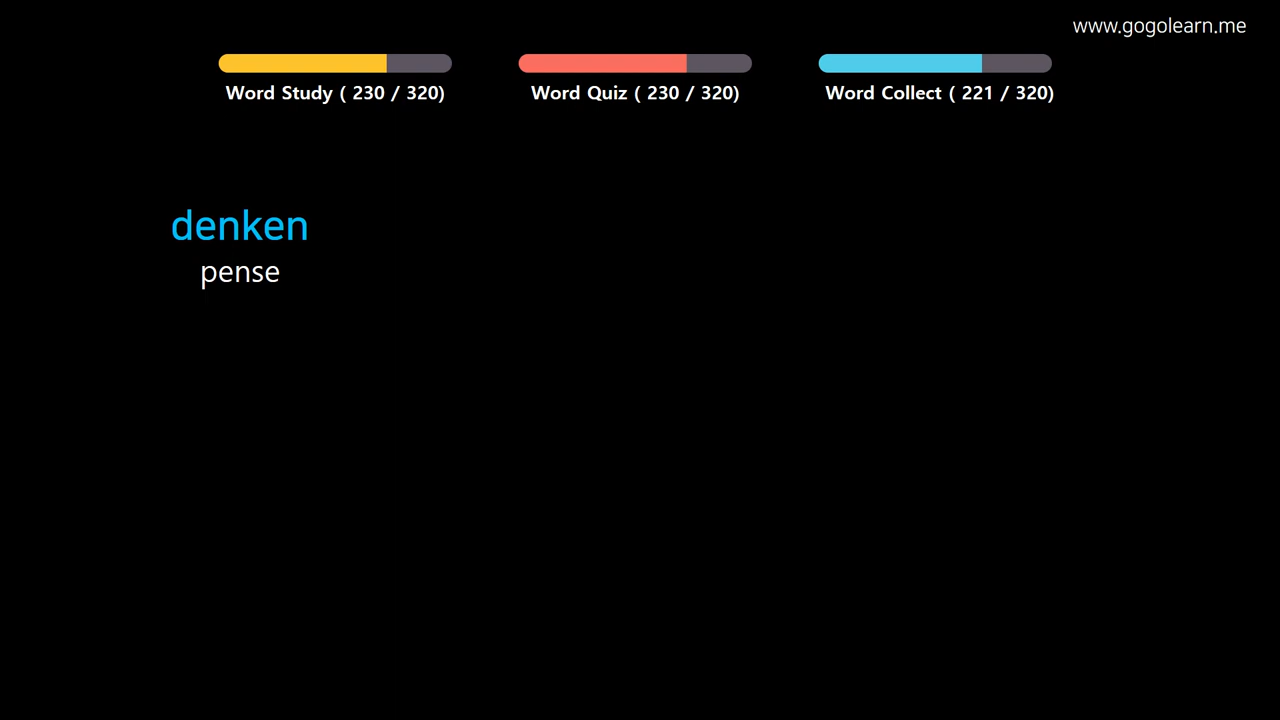 www.gogolearn.me
Word Study ( 230 / 320)
Word Quiz ( 230 / 320)
Word Collect ( 221 / 320)
denken
pense